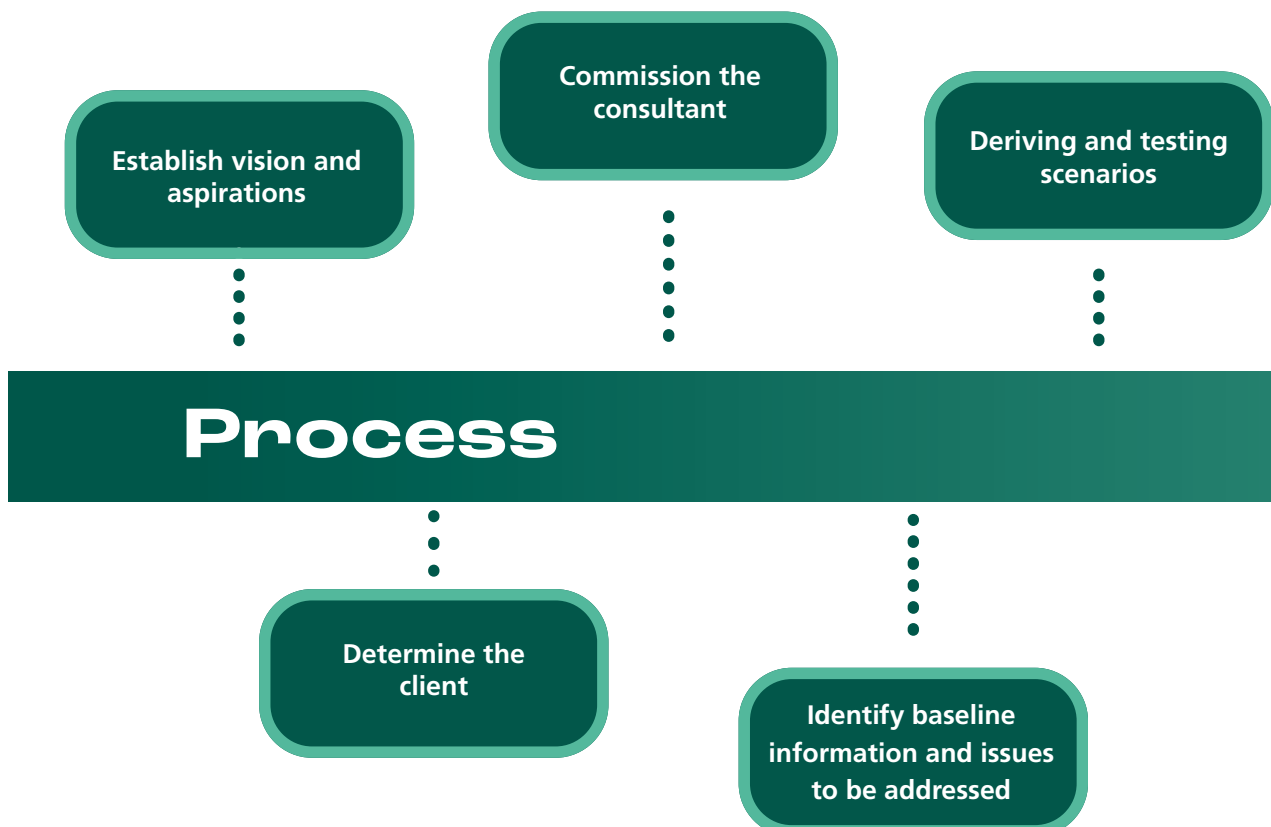 Commission the
consultant
Establish vision and
aspirations
Deriving and testing
scenarios
Process
Determine the
client
Identify baseline
information and issues
to be addressed